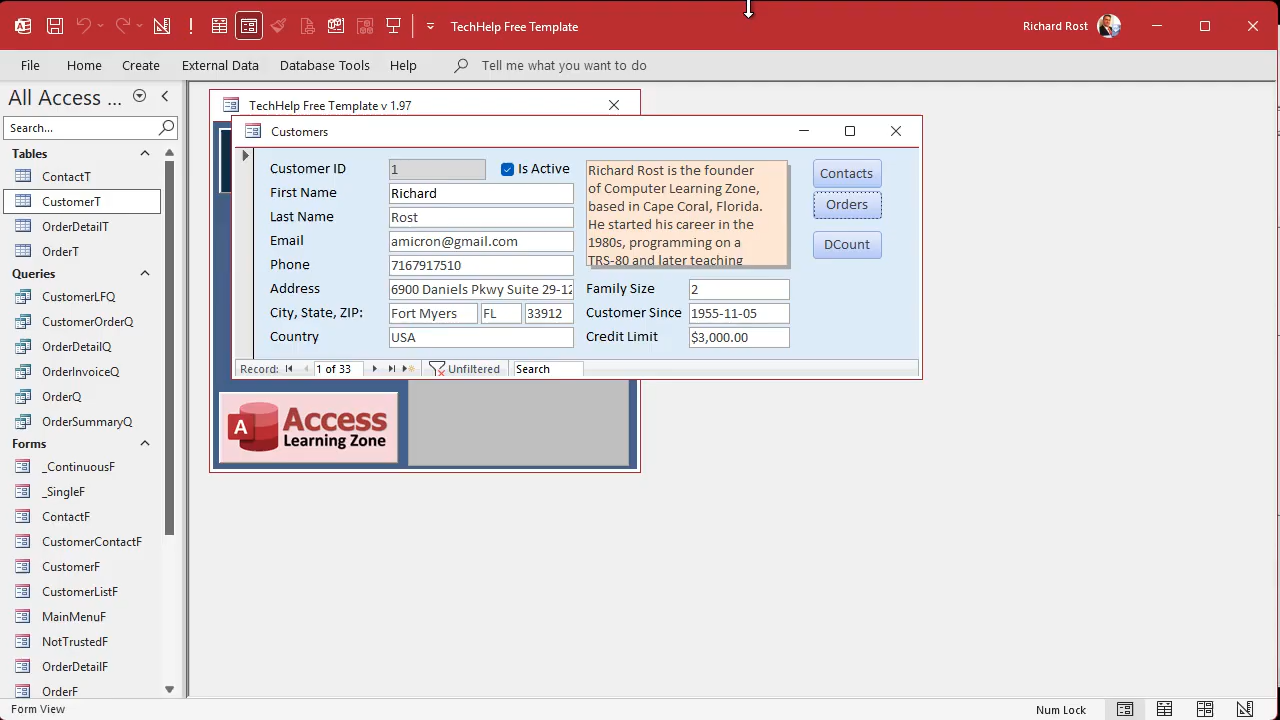 TechHelp Free Template
Richard Rost
File Home Create External Data Database Tools Help Tell me what you want to do
All Access ...
Search...
Tables
ContactT
CustomerT
OrderDetailT
OrderT
Queries
CustomerLFQ
CustomerOrderQ
OrderDetailQ
OrderInvoiceQ
OrderQ
OrderSummaryQ
Forms
_ContinuousF
_SingleF
ContactF
CustomerContactF
CustomerF
CustomerListF
MainMenuF
NotTrustedF
OrderDetailF
OrderF
TechHelp Free Template v 1.97
Customers
Customer ID 1 Is Active
First Name Richard
Last Name Rost
Email amicron@gmail.com
Phone 7167917510
Address 6900 Daniels Pkwy Suite 29-12
City, State, ZIP: Fort Myers FL 33912
Country USA
Richard Rost is the founder
of Computer Learning Zone,
based in Cape Coral, Florida.
He started his career in the
1980s, programming on a
TRS-80 and later teaching
Family Size 2
Customer Since 1955-11-05
Credit Limit $3,000.00
Contacts
Orders
DCount
Record: 1 of 33 Unfiltered Search
A Access
Learning Zone
Form View
Num Lock